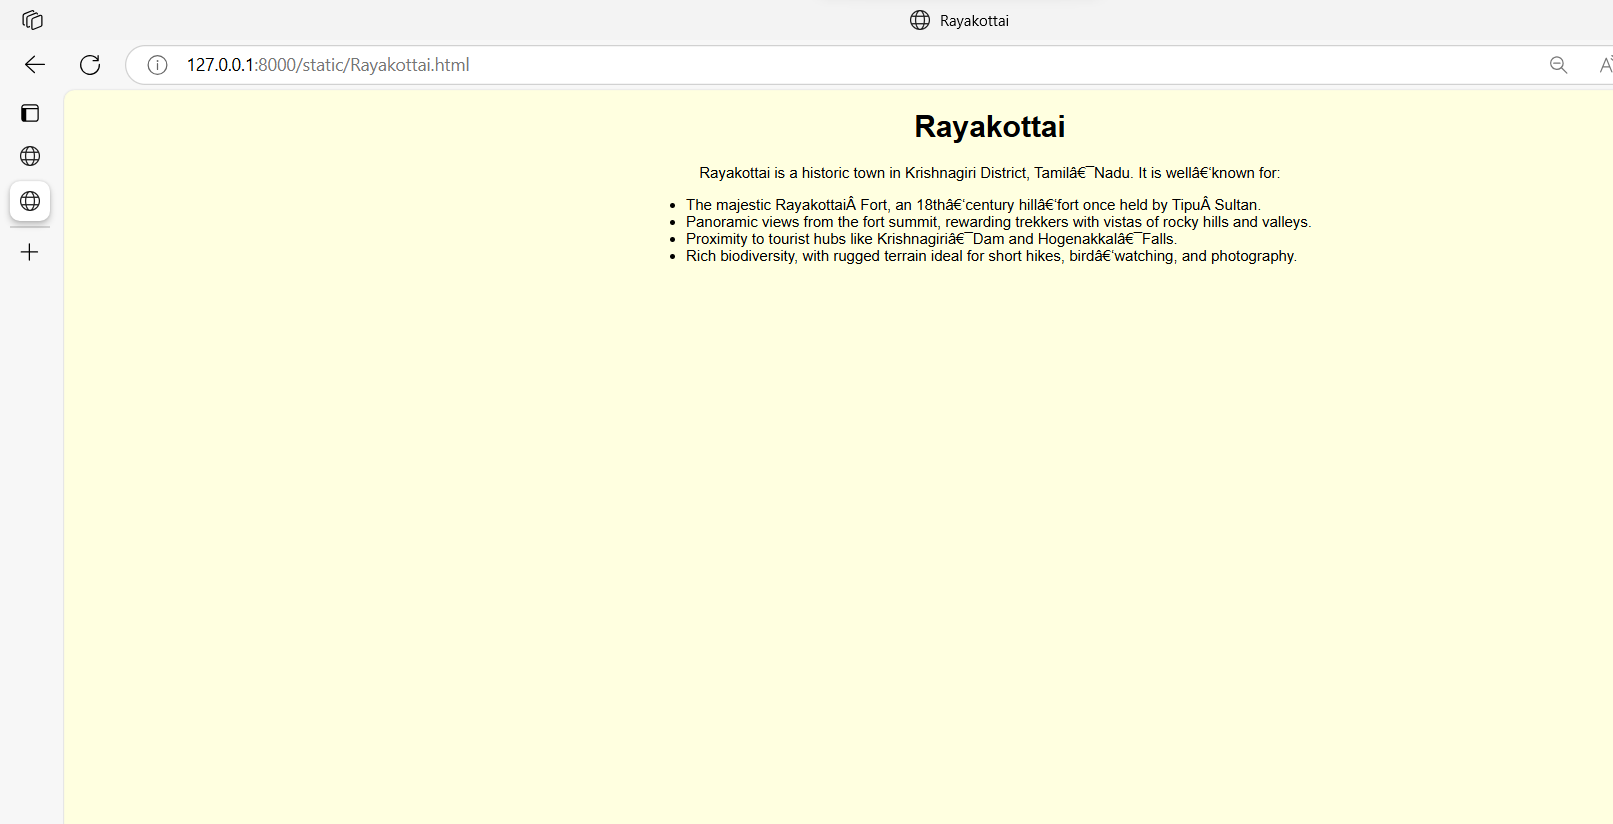 Rayakottai
127.0.0.1:8000/static/Rayakottai.html
A
Rayakottai
Rayakottai is a historic town in Krishnagiri District, Tamilâ€¯Nadu. It is wellâ€‘known for:
• The majestic RayakottaiÂ Fort, an 18thâ€‘century hillâ€‘fort once held by TipuÂ Sultan.
• Panoramic views from the fort summit, rewarding trekkers with vistas of rocky hills and valleys.
• Proximity to tourist hubs like Krishnagiriâ€¯Dam and Hogenakkalâ€¯Falls.
• Rich biodiversity, with rugged terrain ideal for short hikes, birdâ€‘watching, and photography.